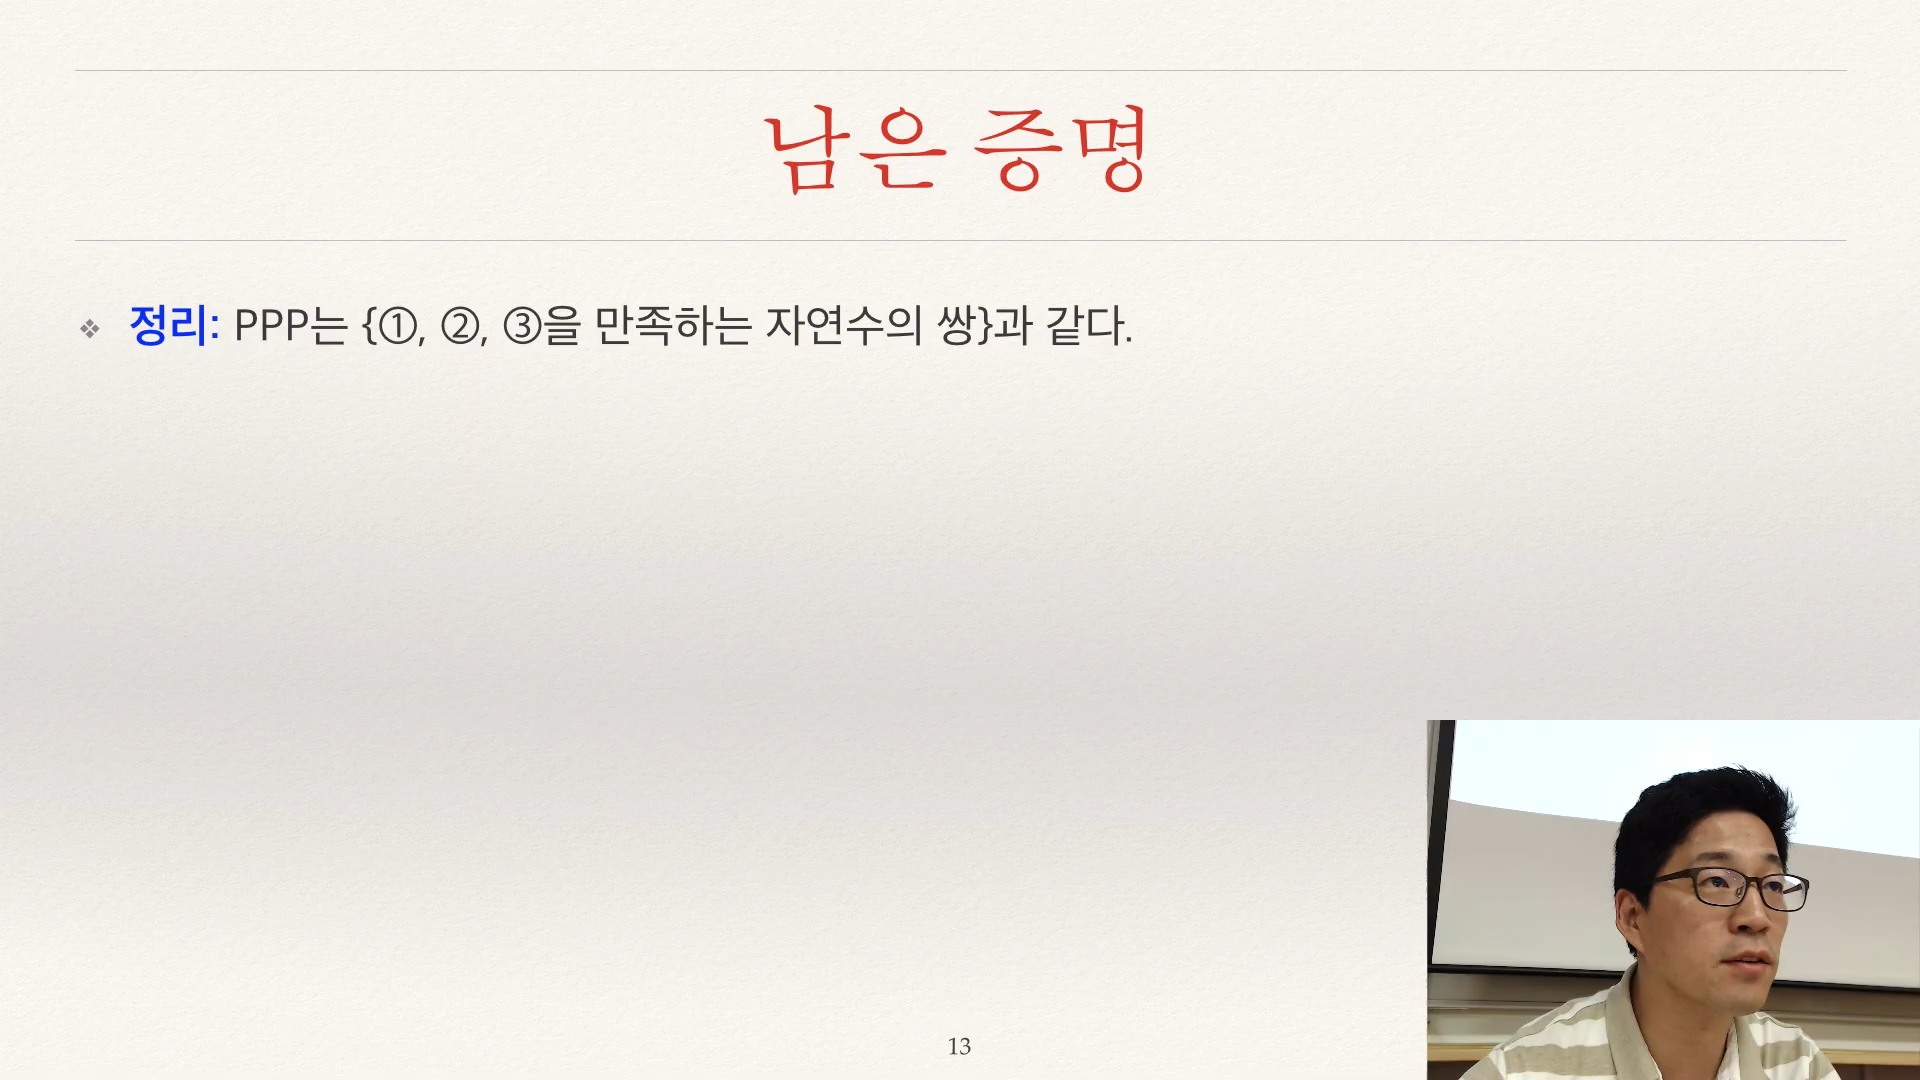 남은 증명
정리: PPP는 {①, ②, ③을 만족하는 자연수의 쌍}과 같다.
13